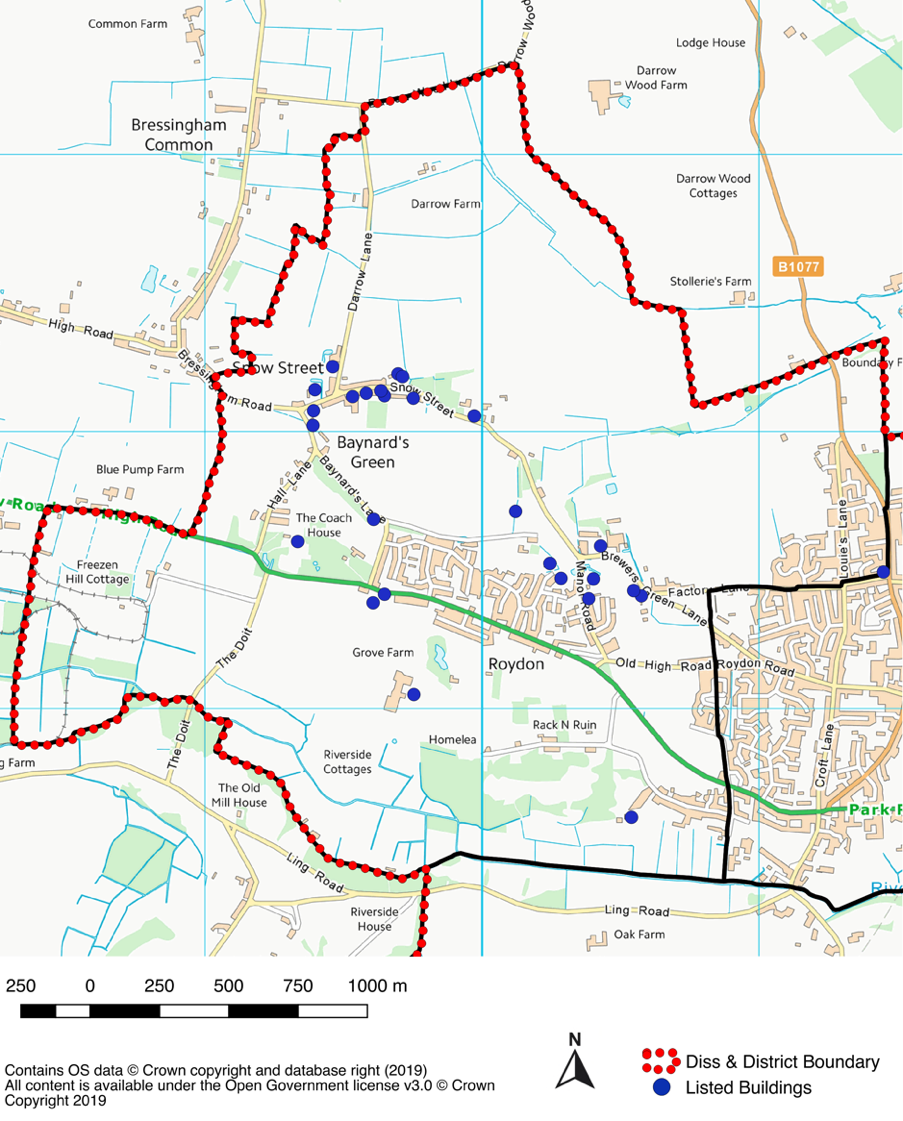 Common Farm
Lodge House
Darrow
Wood Farm
Bressingham
Common
Darrow Wood
Cottages
Darrow Farm
Darrow Lane
B1077
Stollerie's Farm
High Road
Snow Street
Boundary F
Snow Street
m Road
Baynard's
Green
Blue Pump Farm
Hall Lane
Baynard's Lane
The Coach
House
Louie's Lane
Freezen
Hill Cottage
Brewers
Green Lane
Manor Road
Factory Lane
The Doit
Grove Farm
Roydon
Old High Road
Roydon Road
The Doit
Rack N Ruin
Homelea
Riverside
Cottages
Croft Lane
g Farm
The Old
Mill House
Park R
Ling Road
Riverside
House
Ling Road
Oak Farm
250 0 250 500 750 1000 m
N
Diss & District Boundary
Listed Buildings
Contains OS data © Crown copyright and database right (2019)
All content is available under the Open Government license v3.0 © Crown
Copyright 2019